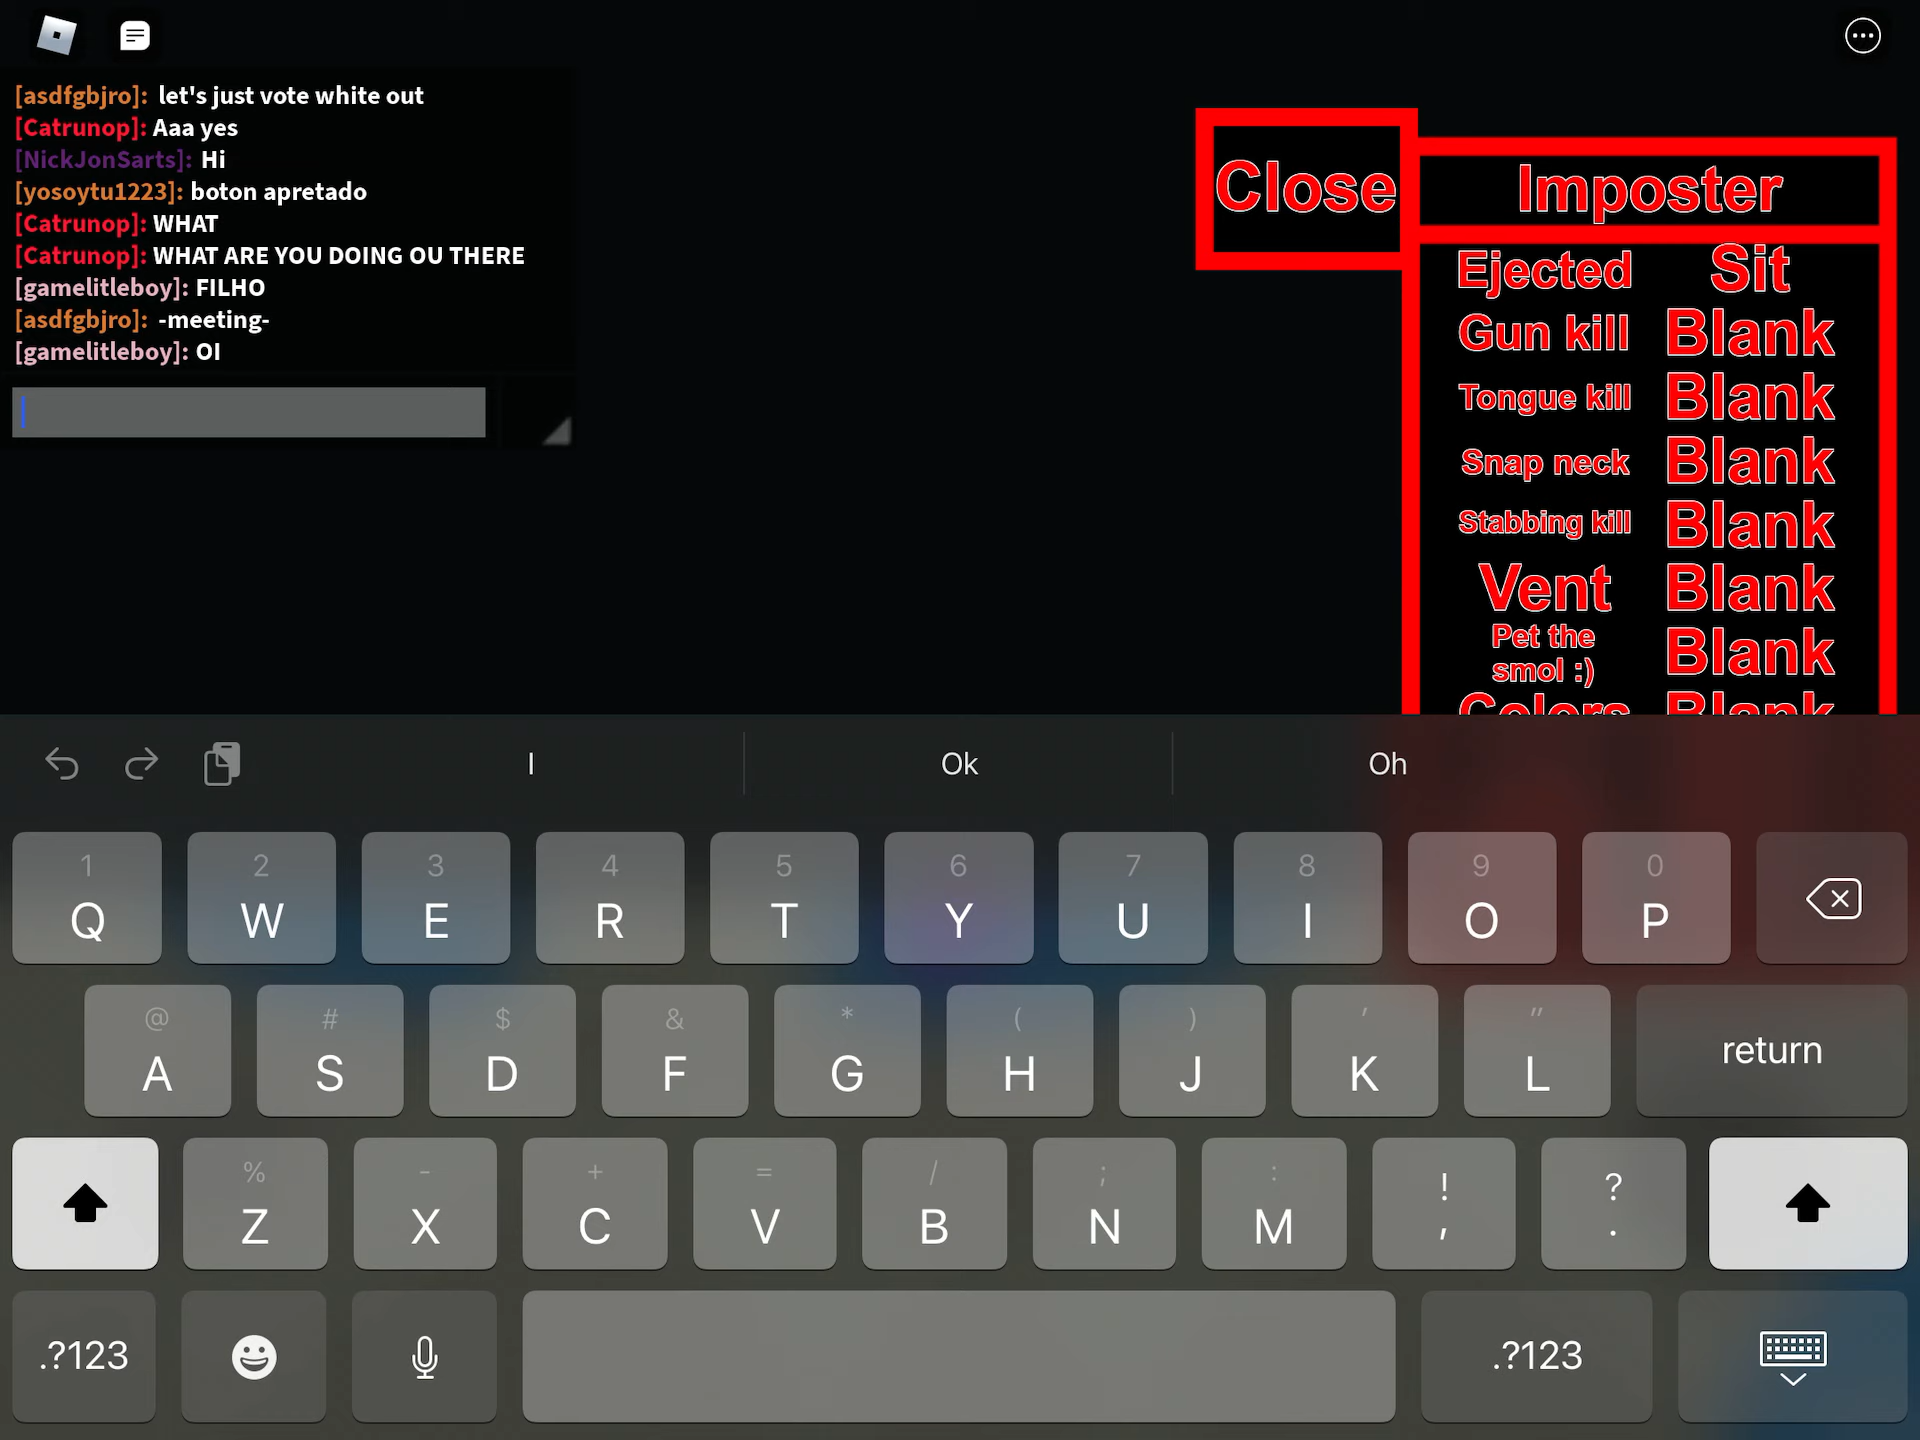 [asdfgbjro]: let's just vote white out
[Catrunop]: Aaa yes
[NickJonSarts]: Hi
[yosoytu1223]: boton apretado
[Catrunop]: WHAT
[Catrunop]: WHAT ARE YOU DOING OU THERE
[gamelitleboy]: FILHO
[asdfgbjro]: -meeting-
[gamelitleboy]: OI
Close
Imposter
Ejected Sit
Gun kill Blank
Tongue kill Blank
Snap neck Blank
Stabbing kill Blank
Vent Blank
Pet the
smol :) Blank
Colors Blank
I Ok Oh
1 2 3 4 5 6 7 8 9 0
Q W E R T Y U I O P
@ # $ & * ( ) ' "
A S D F G H J K L return
% - + = / ; : ! ?
Z X C V B N M , .
.?123 .?123